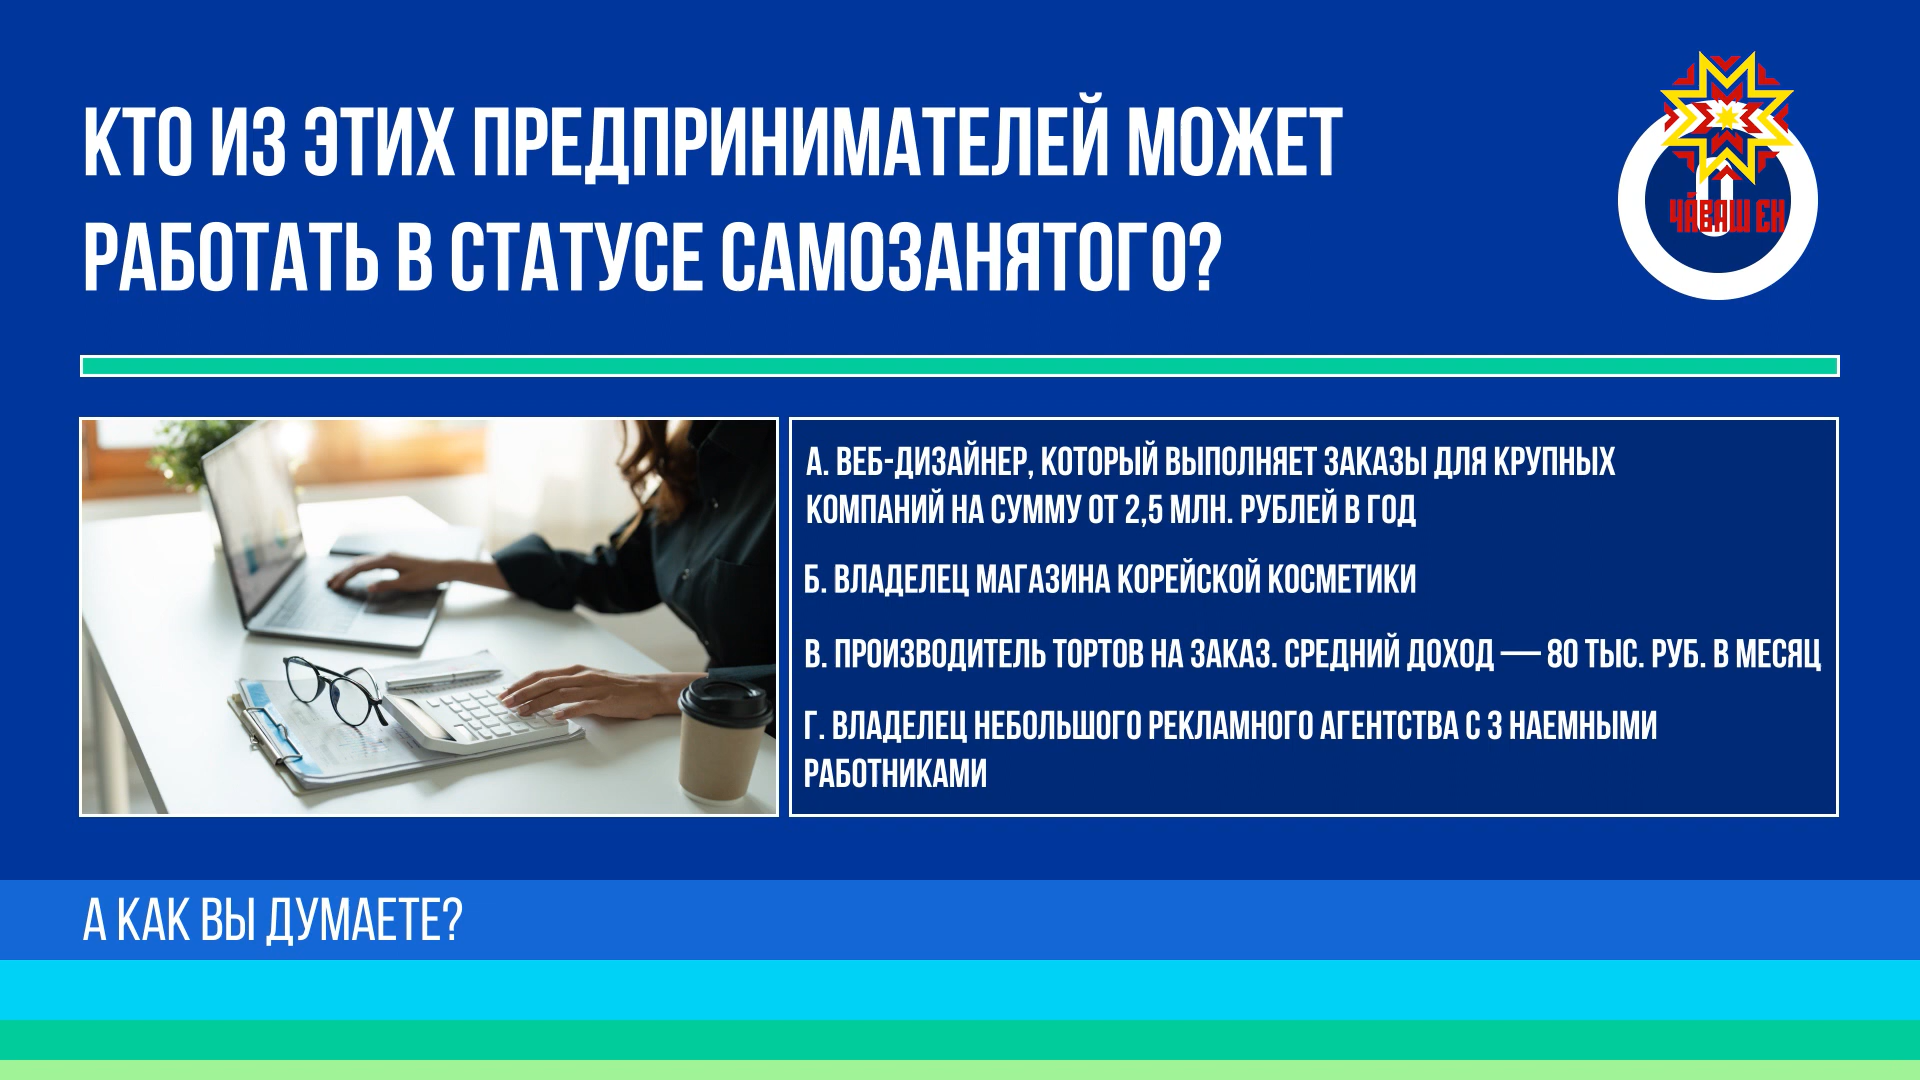 КТО ИЗ ЭТИХ ПРЕДПРИНИМАТЕЛЕЙ МОЖЕТ
РАБОТАТЬ В СТАТУСЕ САМОЗАНЯТОГО?
ЧӐВАШ ЕН
А. ВЕБ-ДИЗАЙНЕР, КОТОРЫЙ ВЫПОЛНЯЕТ ЗАКАЗЫ ДЛЯ КРУПНЫХ
КОМПАНИЙ НА СУММУ ОТ 2,5 МЛН. РУБЛЕЙ В ГОД
Б. ВЛАДЕЛЕЦ МАГАЗИНА КОРЕЙСКОЙ КОСМЕТИКИ
В. ПРОИЗВОДИТЕЛЬ ТОРТОВ НА ЗАКАЗ. СРЕДНИЙ ДОХОД — 80 ТЫС. РУБ. В МЕСЯЦ
Г. ВЛАДЕЛЕЦ НЕБОЛЬШОГО РЕКЛАМНОГО АГЕНТСТВА С 3 НАЕМНЫМИ
РАБОТНИКАМИ
А КАК ВЫ ДУМАЕТЕ?